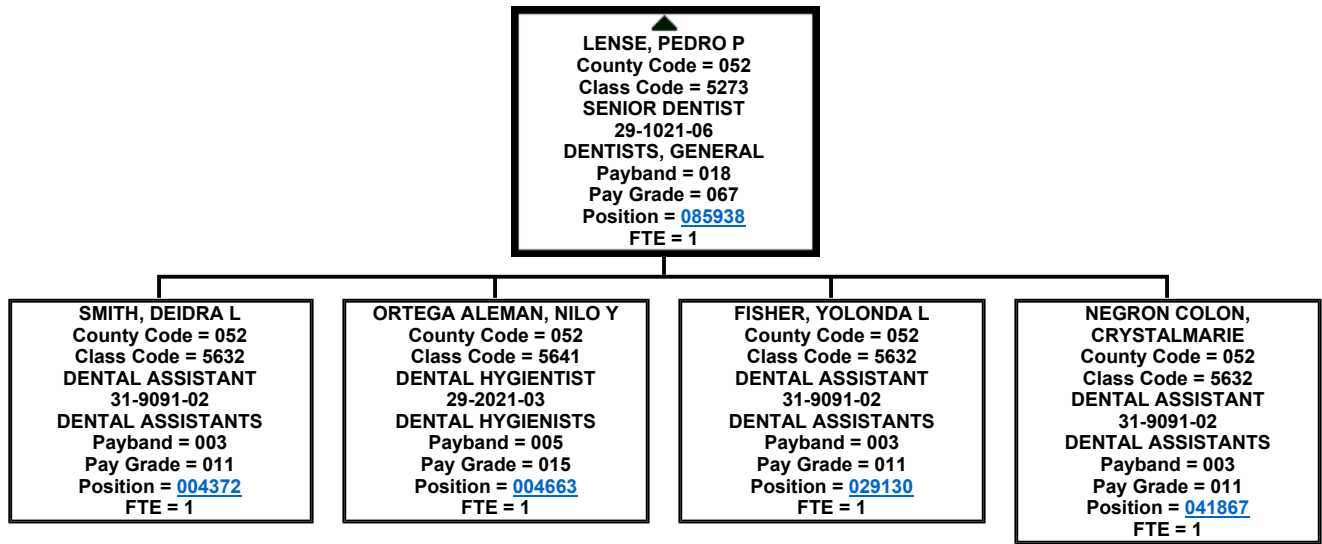 LENSE, PEDRO P
County Code = 052
Class Code = 5273
SENIOR DENTIST
29-1021-06
DENTISTS, GENERAL
Payband = 018
Pay Grade = 067
Position = 085938
FTE = 1
SMITH, DEIDRA L
County Code = 052
Class Code = 5632
DENTAL ASSISTANT
31-9091-02
DENTAL ASSISTANTS
Payband = 003
Pay Grade = 011
Position = 004372
FTE = 1
ORTEGA ALEMAN, NILO Y
County Code = 052
Class Code = 5641
DENTAL HYGIENTIST
29-2021-03
DENTAL HYGIENISTS
Payband = 005
Pay Grade = 015
Position = 004663
FTE = 1
FISHER, YOLONDA L
County Code = 052
Class Code = 5632
DENTAL ASSISTANT
31-9091-02
DENTAL ASSISTANTS
Payband = 003
Pay Grade = 011
Position = 029130
FTE = 1
NEGRON COLON,
CRYSTALMARIE
County Code = 052
Class Code = 5632
DENTAL ASSISTANT
31-9091-02
DENTAL ASSISTANTS
Payband = 003
Pay Grade = 011
Position = 041867
FTE = 1